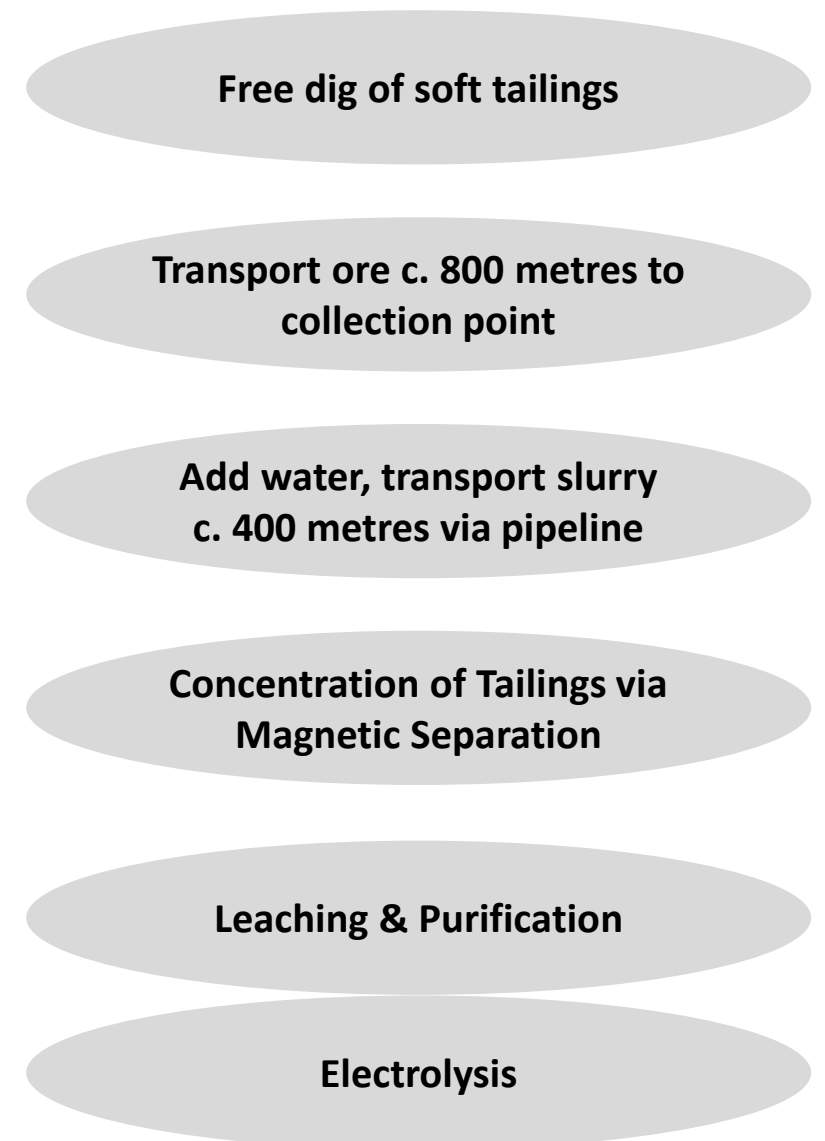 Free dig of soft tailings
Transport ore c. 800 metres to
collection point
Add water, transport slurry
c. 400 metres via pipeline
Concentration of Tailings via
Magnetic Separation
Leaching & Purification
Electrolysis